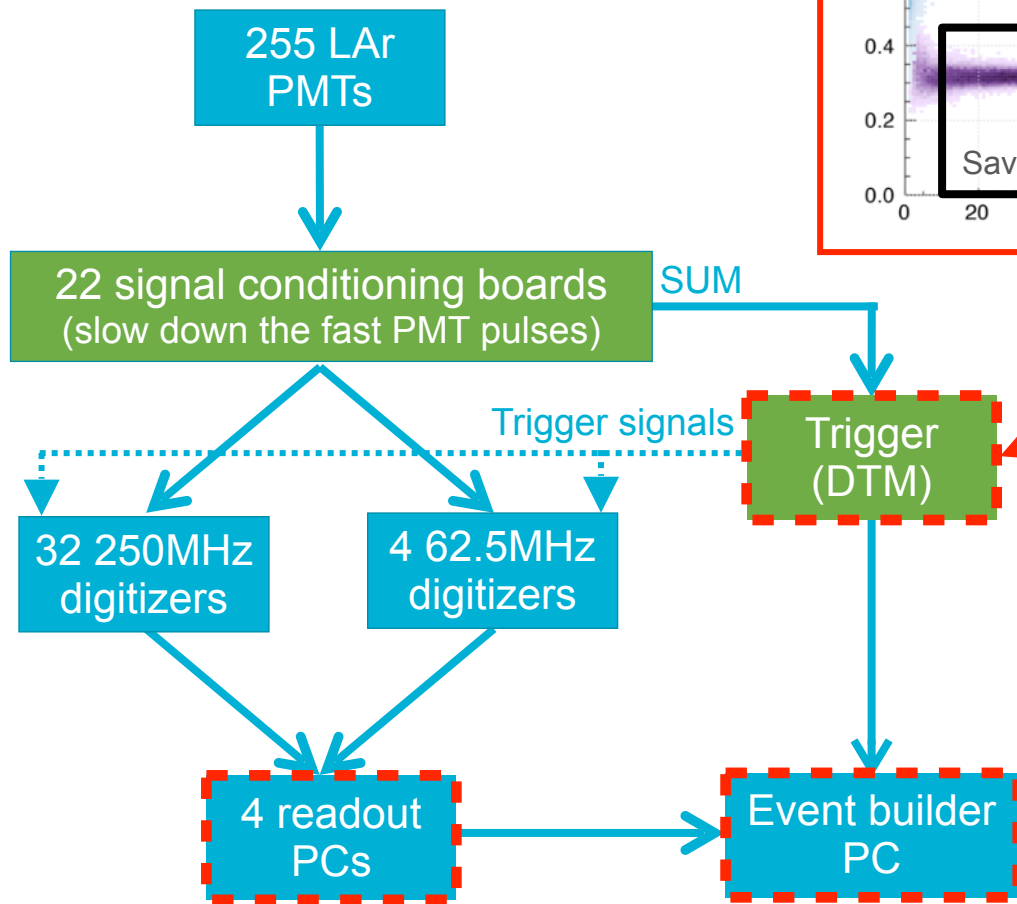 255 LAr
PMTs
0.4
0.2
0.0
0
20
22 signal conditioning boards
(slow down the fast PMT pulses)
SUM
Trigger signals
Trigger
(DTM)
32 250MHz
digitizers
4 62.5MHz
digitizers
4 readout
PCs
Event builder
PC